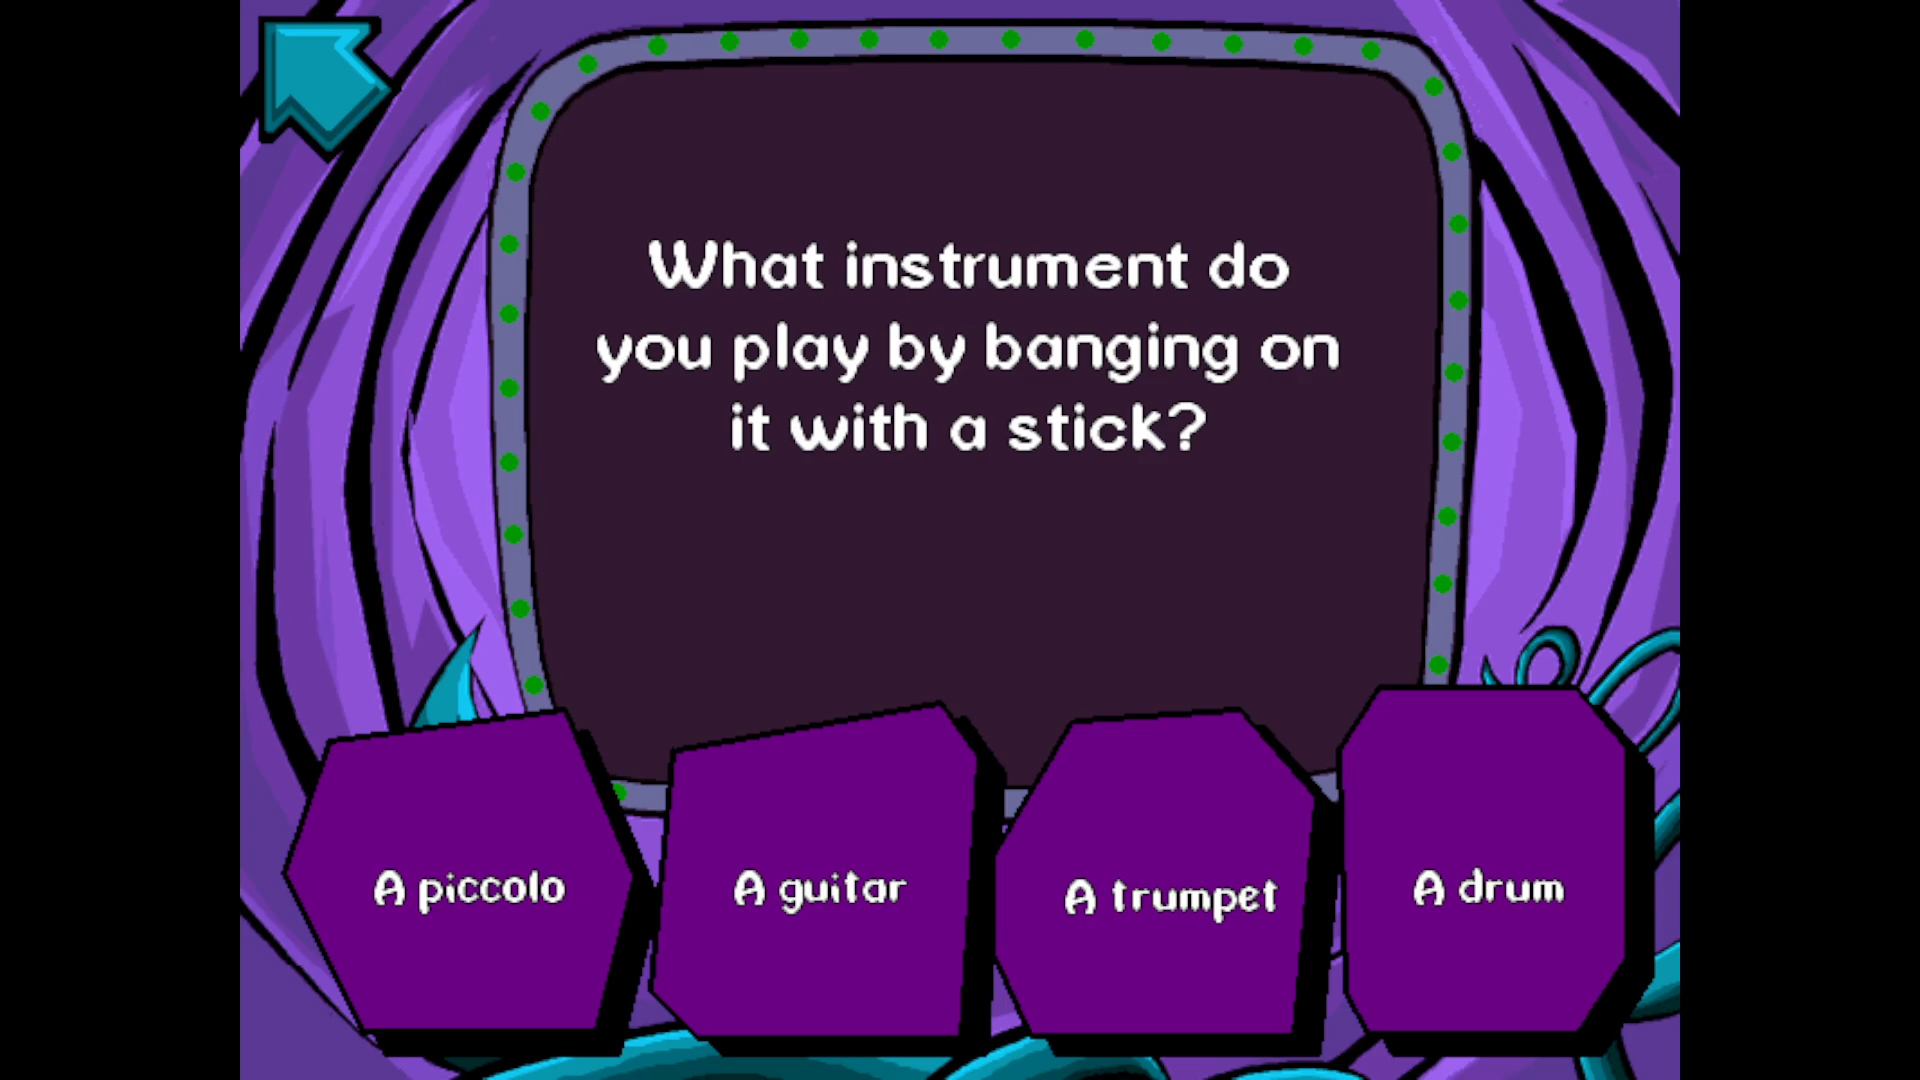 What instrument do
you play by banging on
it with a stick?
A piccolo
A guitar
A trumpet
A drum